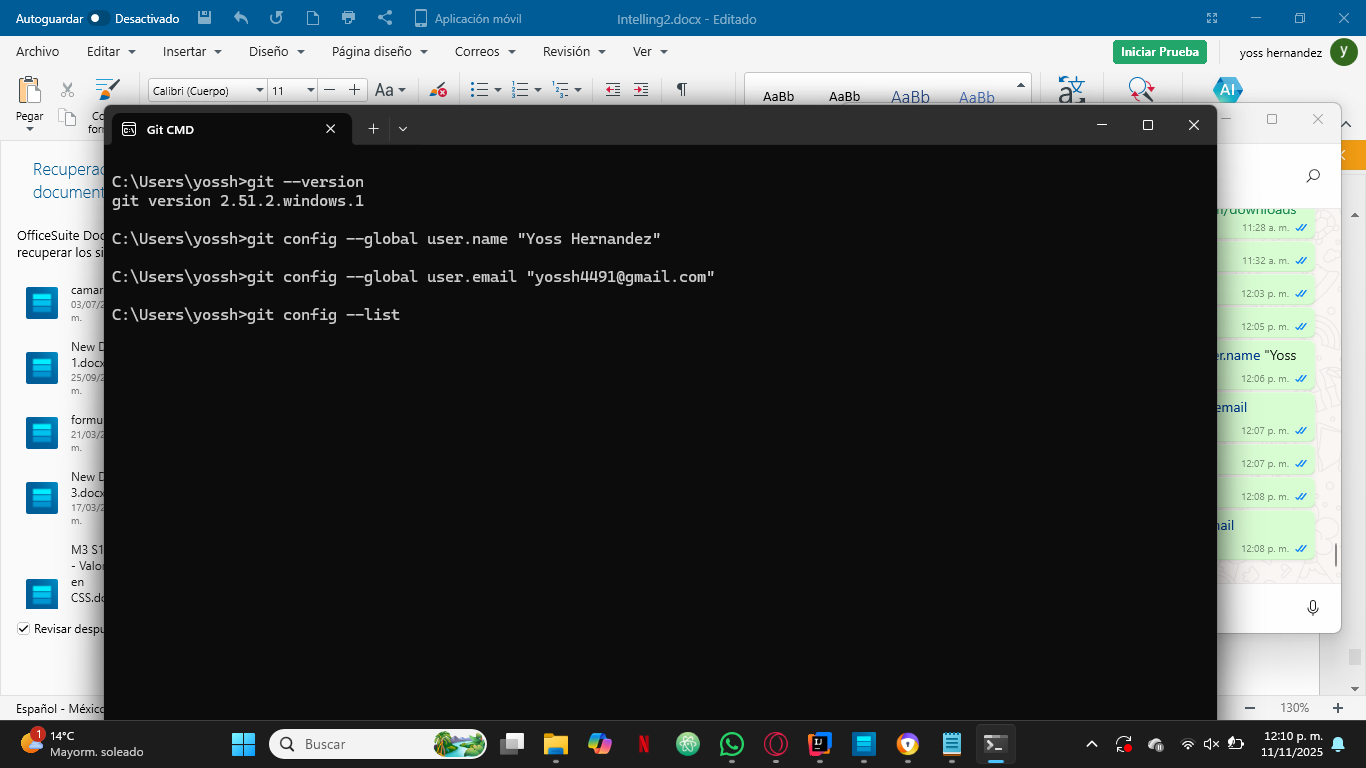 Autoguardar Desactivado Aplicación móvil Intelling2.docx - Editado
Archivo Editar Insertar Diseño Página diseño Correos Revisión Ver Iniciar Prueba yoss hernandez y
Calibri (Cuerpo) 11 Aa AaBb AaBb AaBb AaBb AI
Pegar
Git CMD
C:\Users\yossh>git --version
git version 2.51.2.windows.1
C:\Users\yossh>git config --global user.name "Yoss Hernandez"
C:\Users\yossh>git config --global user.email "yossh4491@gmail.com"
C:\Users\yossh>git config --list
Recuperac
document
OfficeSuite Doc
recuperar los si
camar
03/07/2
m.
New D
1.docx
25/09/2
m.
formu
21/03/2
m.
New D
3.docx
17/03/2
m.
M3 S1
- Valor
en
CSS.do
Revisar despu
Español - México
/downloads
11:28 a. m.
11:32 a. m.
12:03 p. m.
12:05 p. m.
er.name "Yoss
12:06 p. m.
email
12:07 p. m.
12:07 p. m.
12:08 p. m.
nail
12:08 p. m.
130%
1
14°C
Mayorm. soleado
Buscar
12:10 p. m.
11/11/2025